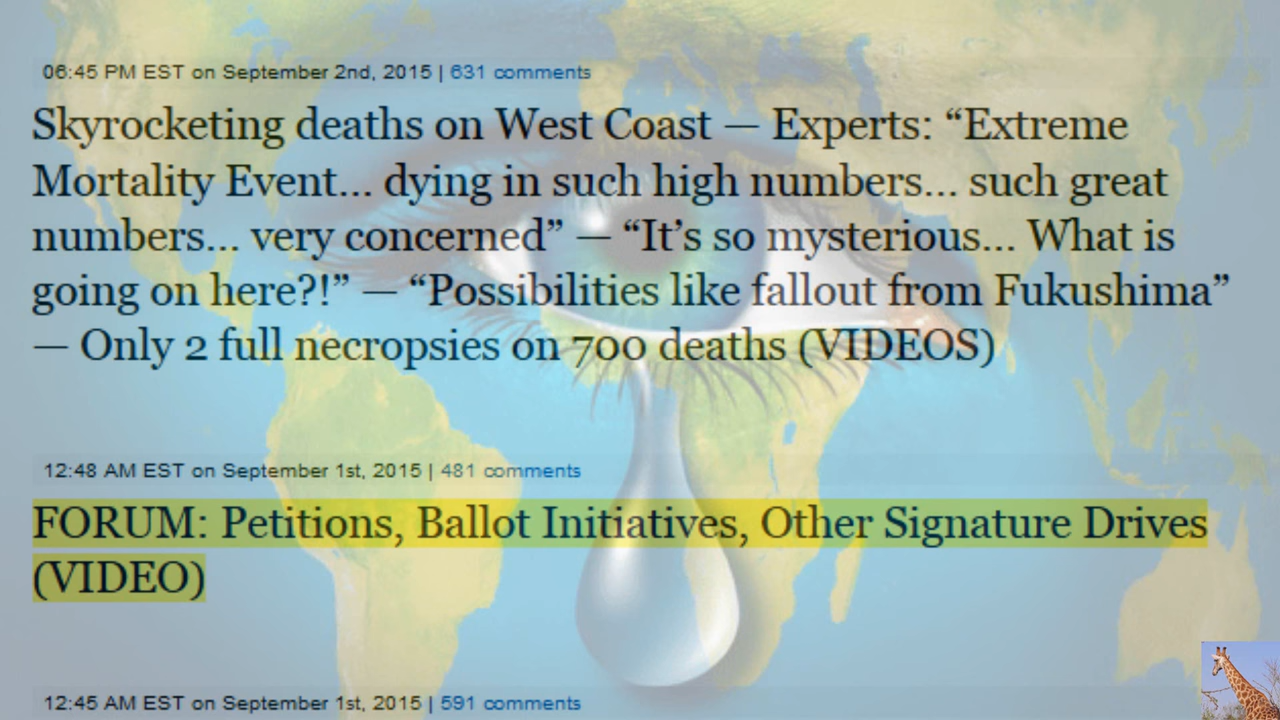 06:45 PM EST on September 2nd, 2015 | 631 comments
Skyrocketing deaths on West Coast — Experts: “Extreme
Mortality Event… dying in such high numbers… such great
numbers… very concerned” — “It’s so mysterious… What is
going on here?!” — “Possibilities like fallout from Fukushima”
— Only 2 full necropsies on 700 deaths (VIDEOS)
12:48 AM EST on September 1st, 2015 | 481 comments
FORUM: Petitions, Ballot Initiatives, Other Signature Drives
(VIDEO)
12:45 AM EST on September 1st, 2015 | 591 comments